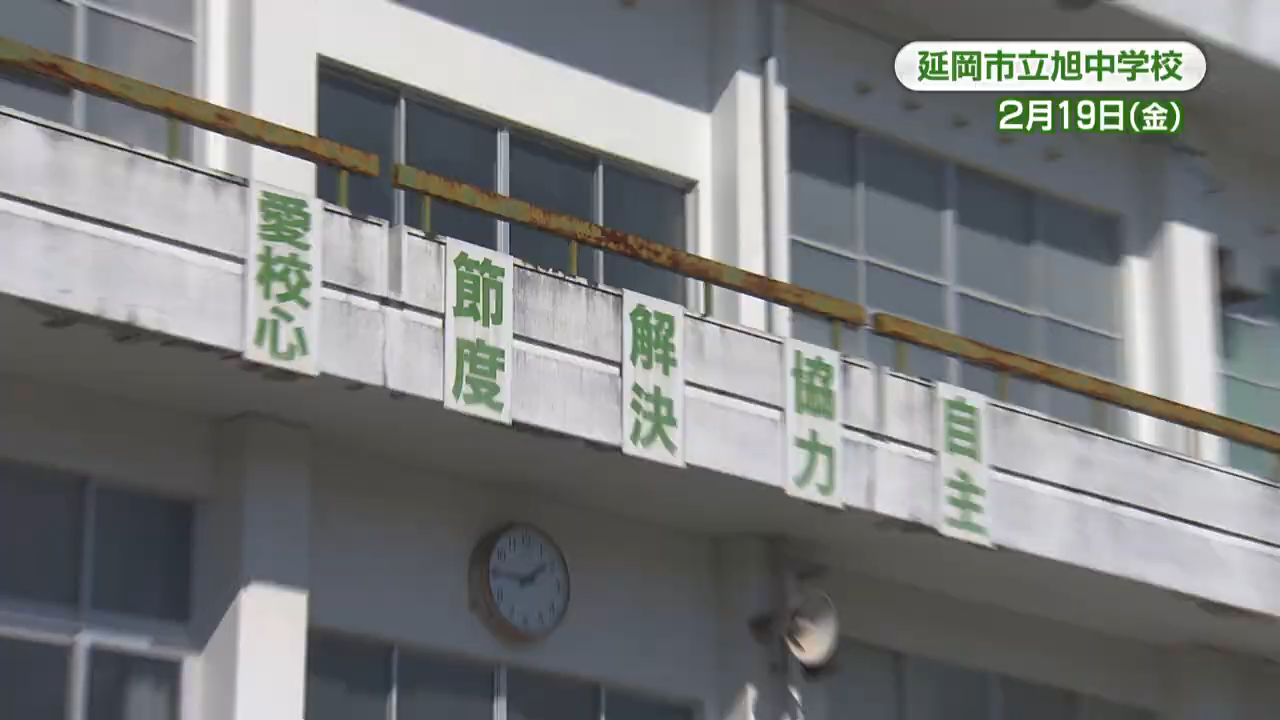 延岡市立旭中学校
2月19日(金)
愛校心
節度
解決
協力
自主